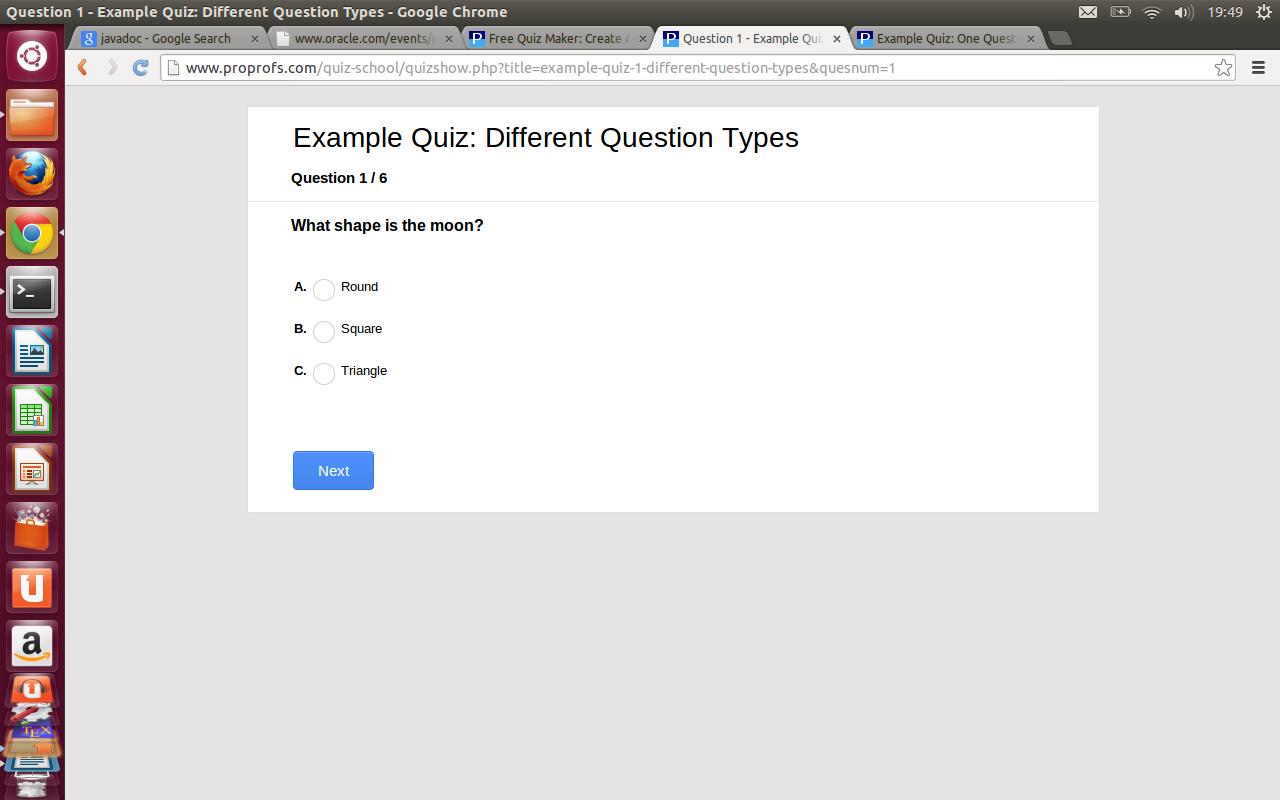 Question 1 - Example Quiz: Different Question Types - Google Chrome
19:49
javadoc - Google Search
www.oracle.com/events/
Free Quiz Maker: Create
Question 1 - Example Qui
Example Quiz: One Quest
www.proprofs.com/quiz-school/quizshow.php?title=example-quiz-1-different-question-types&quesnum=1
Example Quiz: Different Question Types
Question 1 / 6
What shape is the moon?
A. Round
B. Square
C. Triangle
Next